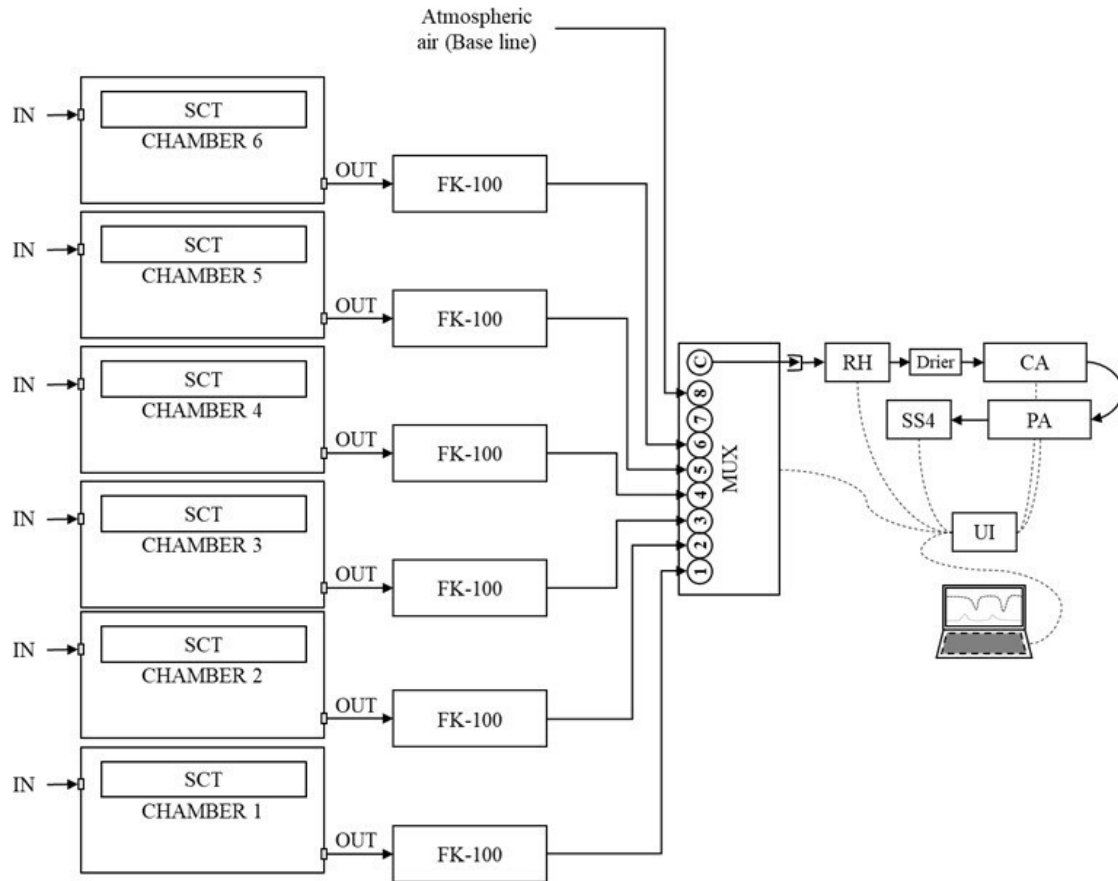 Atmospheric
air (Base line)
IN
SCT
CHAMBER 6
OUT
FK-100
IN
SCT
CHAMBER 5
OUT
FK-100
IN
SCT
CHAMBER 4
OUT
FK-100
IN
SCT
CHAMBER 3
OUT
FK-100
IN
SCT
CHAMBER 2
OUT
FK-100
IN
SCT
CHAMBER 1
OUT
FK-100
C
8
7
6
5
4
3
2
1
MUX
RH
Drier
CA
SS4
PA
UI